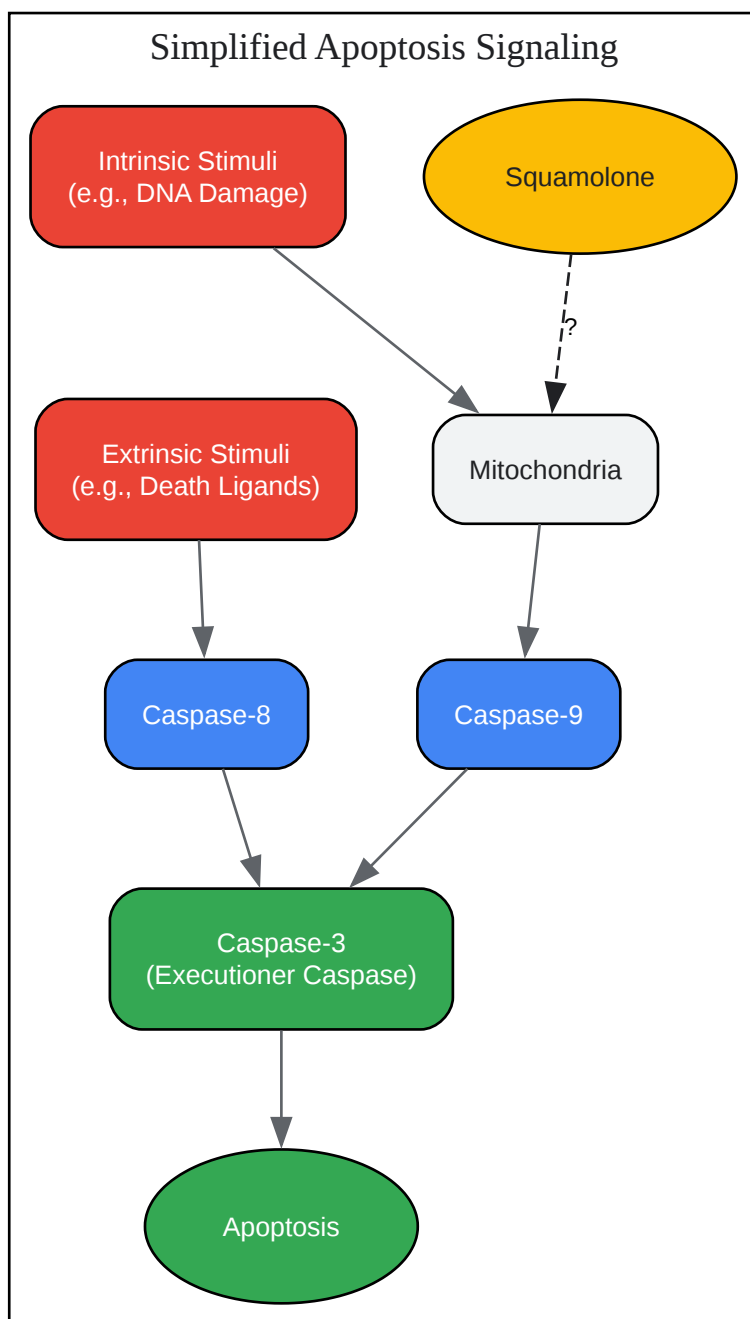 Simplified Apoptosis Signaling
Intrinsic Stimuli
(e.g., DNA Damage)
Squamolone
?
Extrinsic Stimuli
(e.g., Death Ligands)
Mitochondria
Caspase-8
Caspase-9
Caspase-3
(Executioner Caspase)
Apoptosis